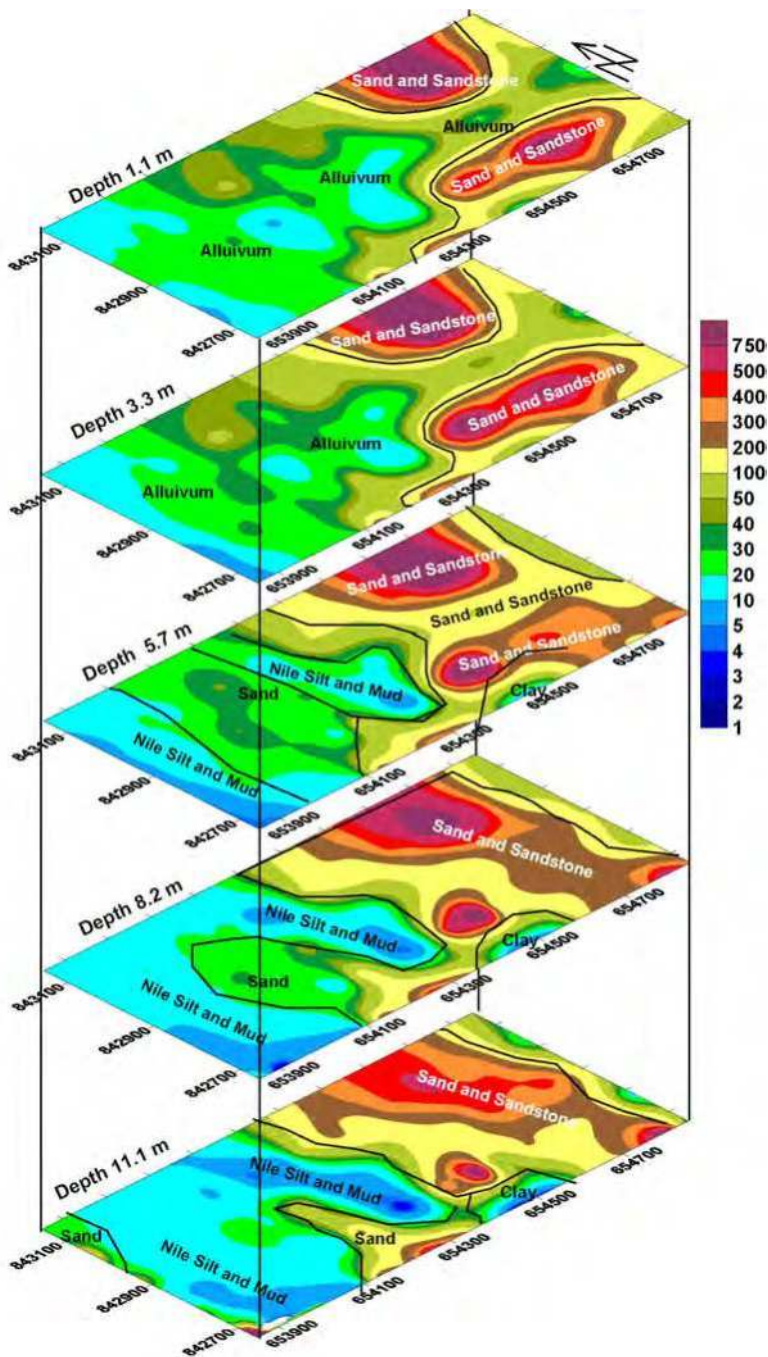 Sand and Sandstone
Alluivum
Depth 1.1 m
Alluivum
Sand and Sandstone
Alluivum
843100
842900
842700
653900
654100
654300
654500
654700
Sand and Sandstone
Depth 3.3 m
Alluivum
Sand and Sandstone
Alluivum
843100
842900
842700
653900
654100
654300
654500
654700
7500
5000
4000
3000
2000
1000
50
40
30
20
10
5
4
3
2
1
Sand and Sandstone
Sand and Sandstone
Depth 5.7 m
Sand and Sandstone
Nile Silt and Mud
Sand
Clay
Nile Silt and Mud
843100
842900
842700
653900
654100
654300
654500
654700
Sand and Sandstone
Depth 8.2 m
Nile Silt and Mud
Clay
Sand
Nile Silt and Mud
843100
842900
842700
653900
654100
654300
654500
654700
Sand and Sandstone
Depth 11.1 m
Nile Silt and Mud
Clay
Sand
Sand
Nile Silt and Mud
843100
842900
842700
653900
654100
654300
654500
654700